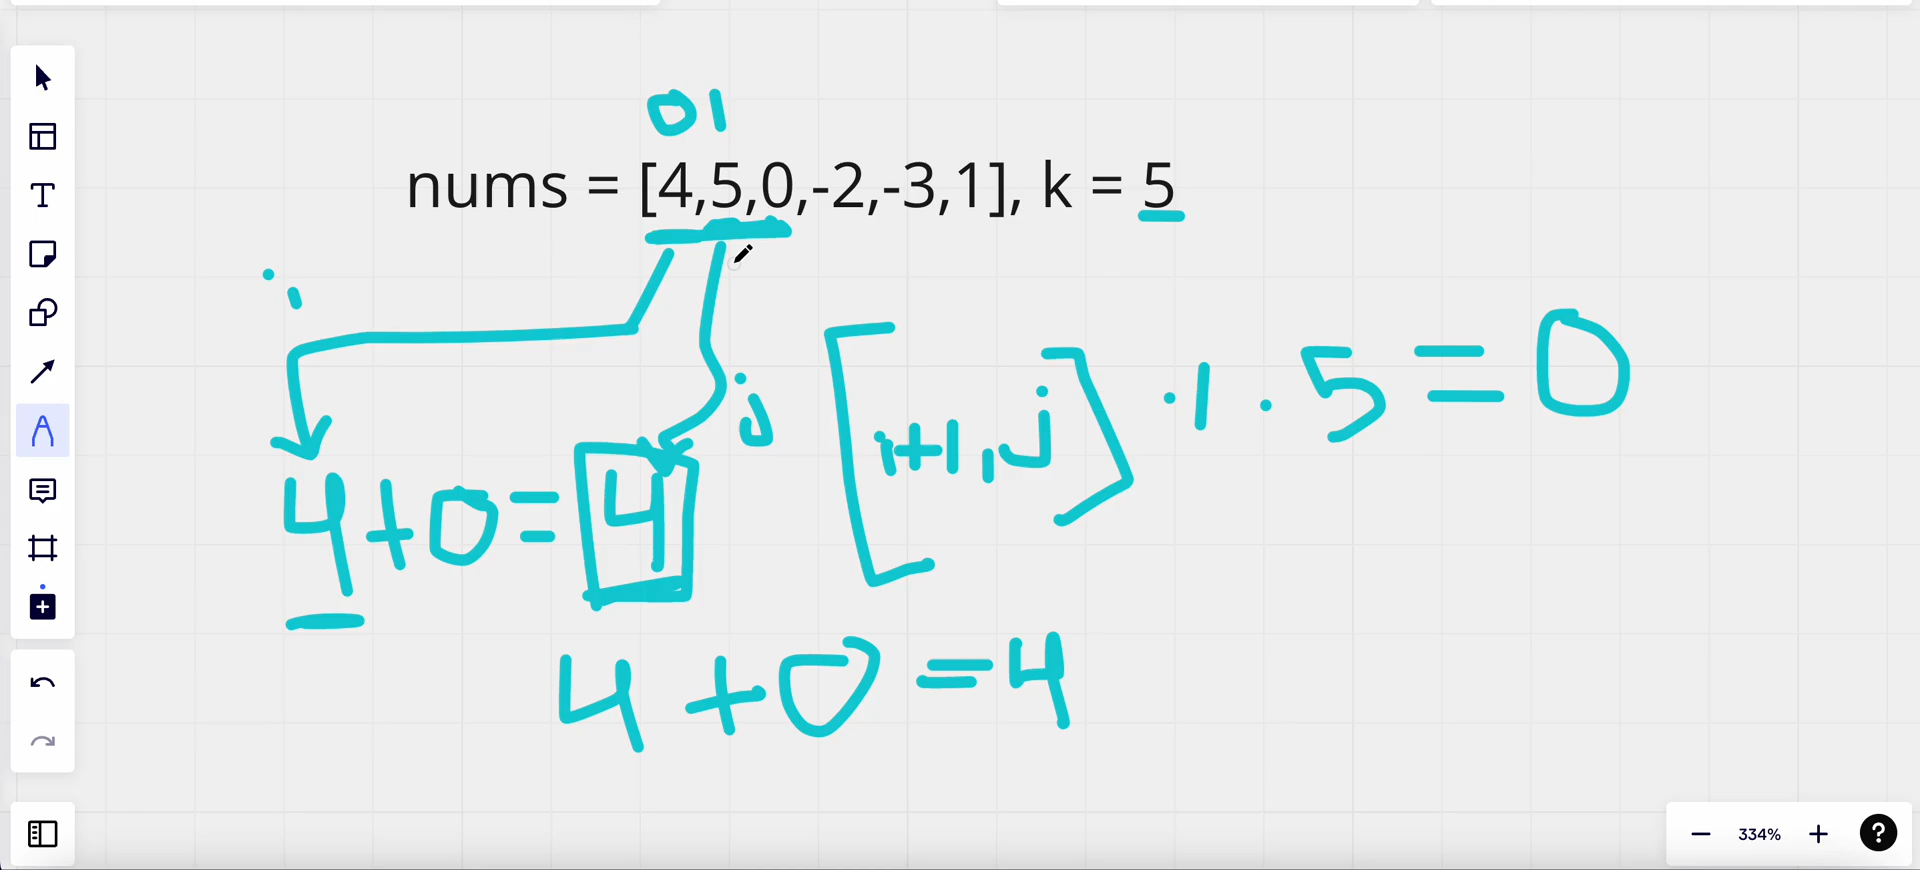 01
nums = [4,5,0,-2,-3,1], k = 5
i
j
[i+1,j] · 1 · 5 = 0
4+0=4
4+0=4
334%